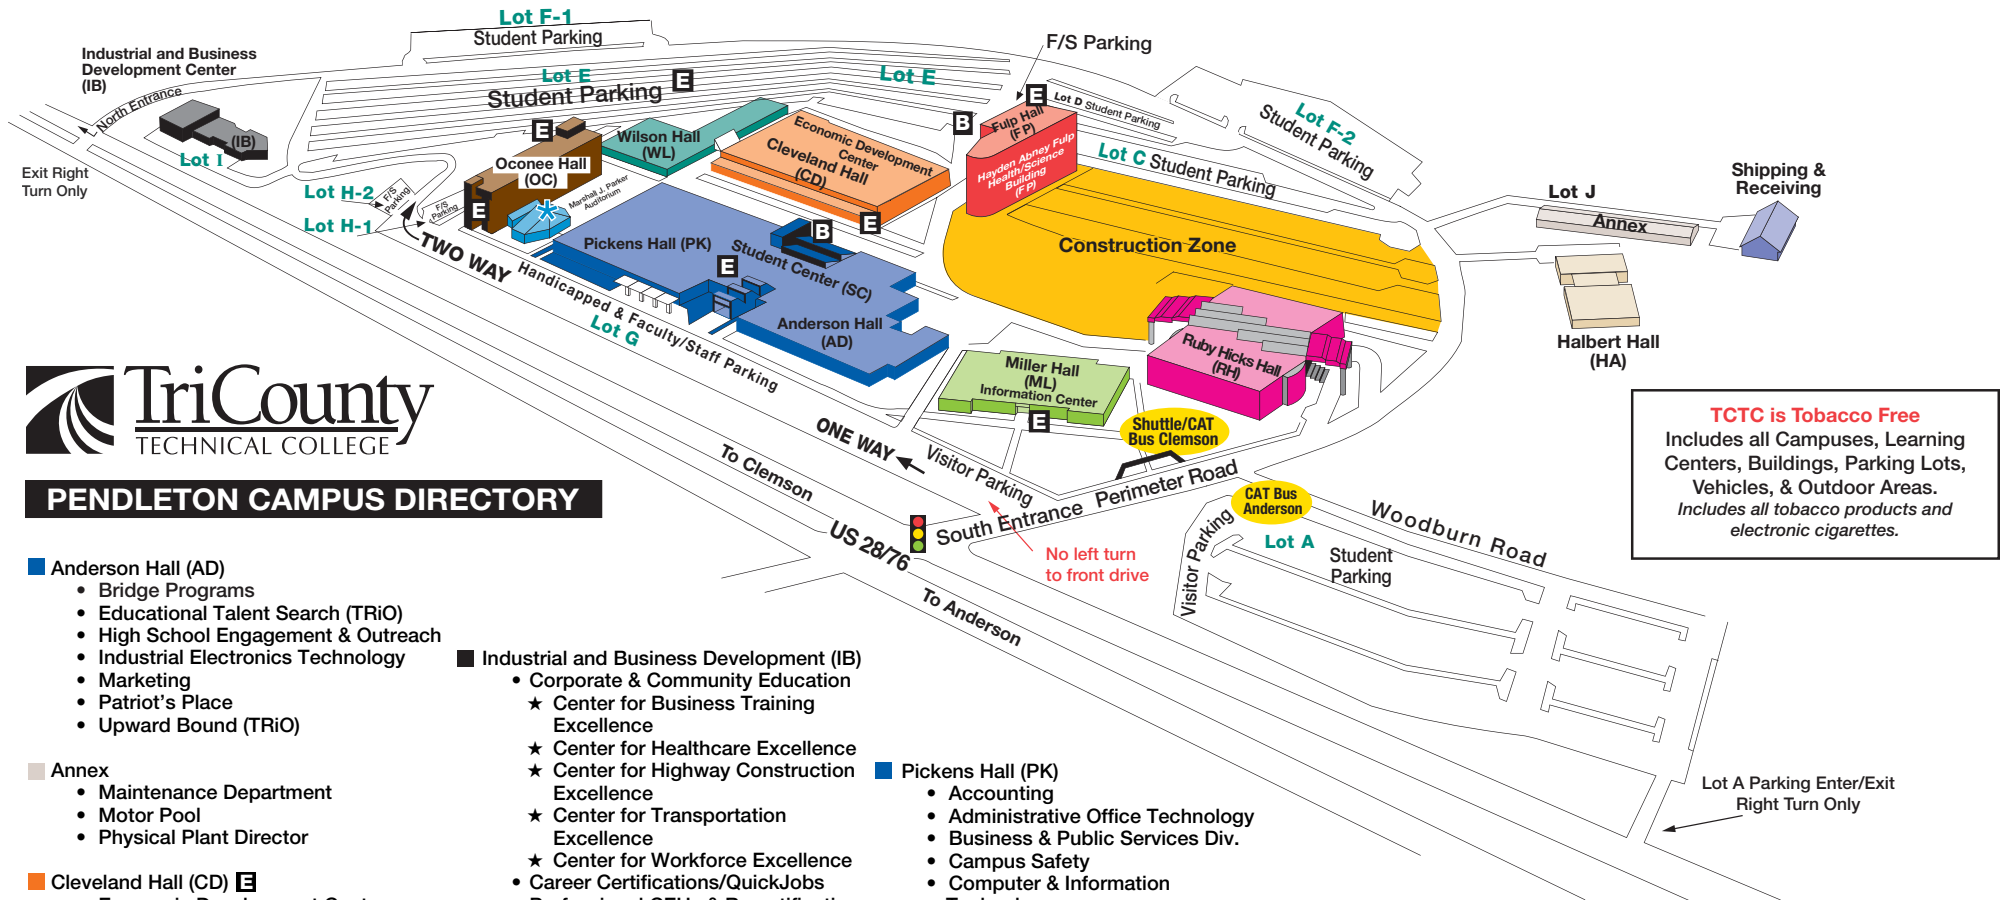 Lot F-1
Student Parking
Industrial and Business
Development Center
(IB)
North Entrance
Lot E
Student Parking E
Lot E
F/S Parking
E
Lot D Student Parking
Lot F-2
Student Parking
(IB)
Lot I
Exit Right
Turn Only
E
Oconee Hall
(OC)
E
Wilson Hall
(WL)
Economic Development
Center
Cleveland Hall
(CD)
E
B
Fulp Hall
(FP)
Hayden Abney Fulp
Health/Science
Building
(FP)
Lot C Student Parking
Lot H-2
F/S
Parking
Lot H-1
F/S
Parking
*
Marshall J. Parker
Auditorium
TWO WAY
Pickens Hall (PK)
E
B
Student Center (SC)
Anderson Hall
(AD)
Construction Zone
Lot J
Annex
Shipping &
Receiving
Halbert Hall
(HA)
Handicapped & Faculty/Staff Parking
Lot G
Miller Hall
(ML)
Information Center
E
Ruby Hicks Hall
(RH)
Shuttle/CAT
Bus Clemson
ONE WAY
Visitor Parking
To Clemson
US 28/76
South Entrance
Perimeter Road
No left turn
to front drive
To Anderson
CAT Bus
Anderson
Visitor Parking
Lot A
Student
Parking
Woodburn Road
Lot A Parking Enter/Exit
Right Turn Only
TCTC is Tobacco Free
Includes all Campuses, Learning
Centers, Buildings, Parking Lots,
Vehicles, & Outdoor Areas.
Includes all tobacco products and
electronic cigarettes.
TriCounty
TECHNICAL COLLEGE
PENDLETON CAMPUS DIRECTORY
Anderson Hall (AD)
• Bridge Programs
• Educational Talent Search (TRiO)
• High School Engagement & Outreach
• Industrial Electronics Technology
• Marketing
• Patriot's Place
• Upward Bound (TRiO)
Annex
• Maintenance Department
• Motor Pool
• Physical Plant Director
Cleveland Hall (CD) E
Industrial and Business Development (IB)
• Corporate & Community Education
★ Center for Business Training
Excellence
★ Center for Healthcare Excellence
★ Center for Highway Construction
Excellence
★ Center for Transportation
Excellence
★ Center for Workforce Excellence
• Career Certifications/QuickJobs
Pickens Hall (PK)
• Accounting
• Administrative Office Technology
• Business & Public Services Div.
• Campus Safety
• Computer & Information